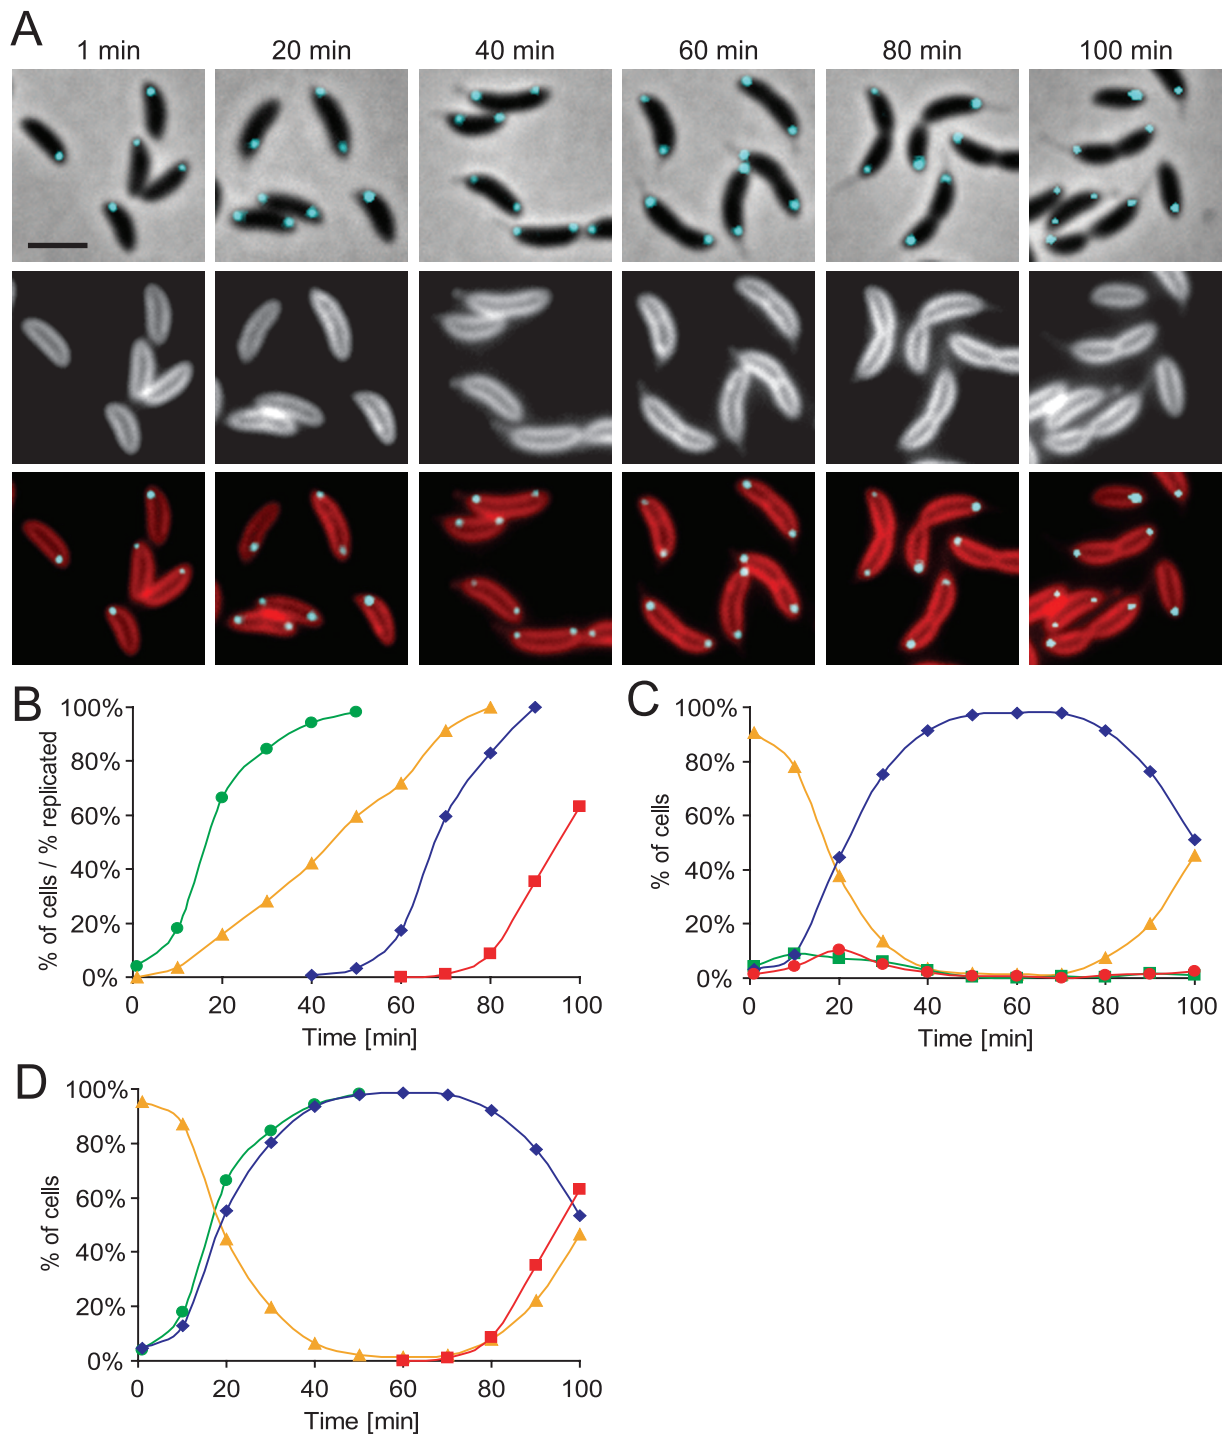 A
1 min 20 min 40 min 60 min 80 min 100 min
B
100%
80%
60%
40%
20%
0%
% of cells / % replicated
0 20 40 60 80 100
Time [min]
C
100%
80%
60%
40%
20%
0%
% of cells
0 20 40 60 80 100
Time [min]
D
100%
80%
60%
40%
20%
0%
% of cells
0 20 40 60 80 100
Time [min]